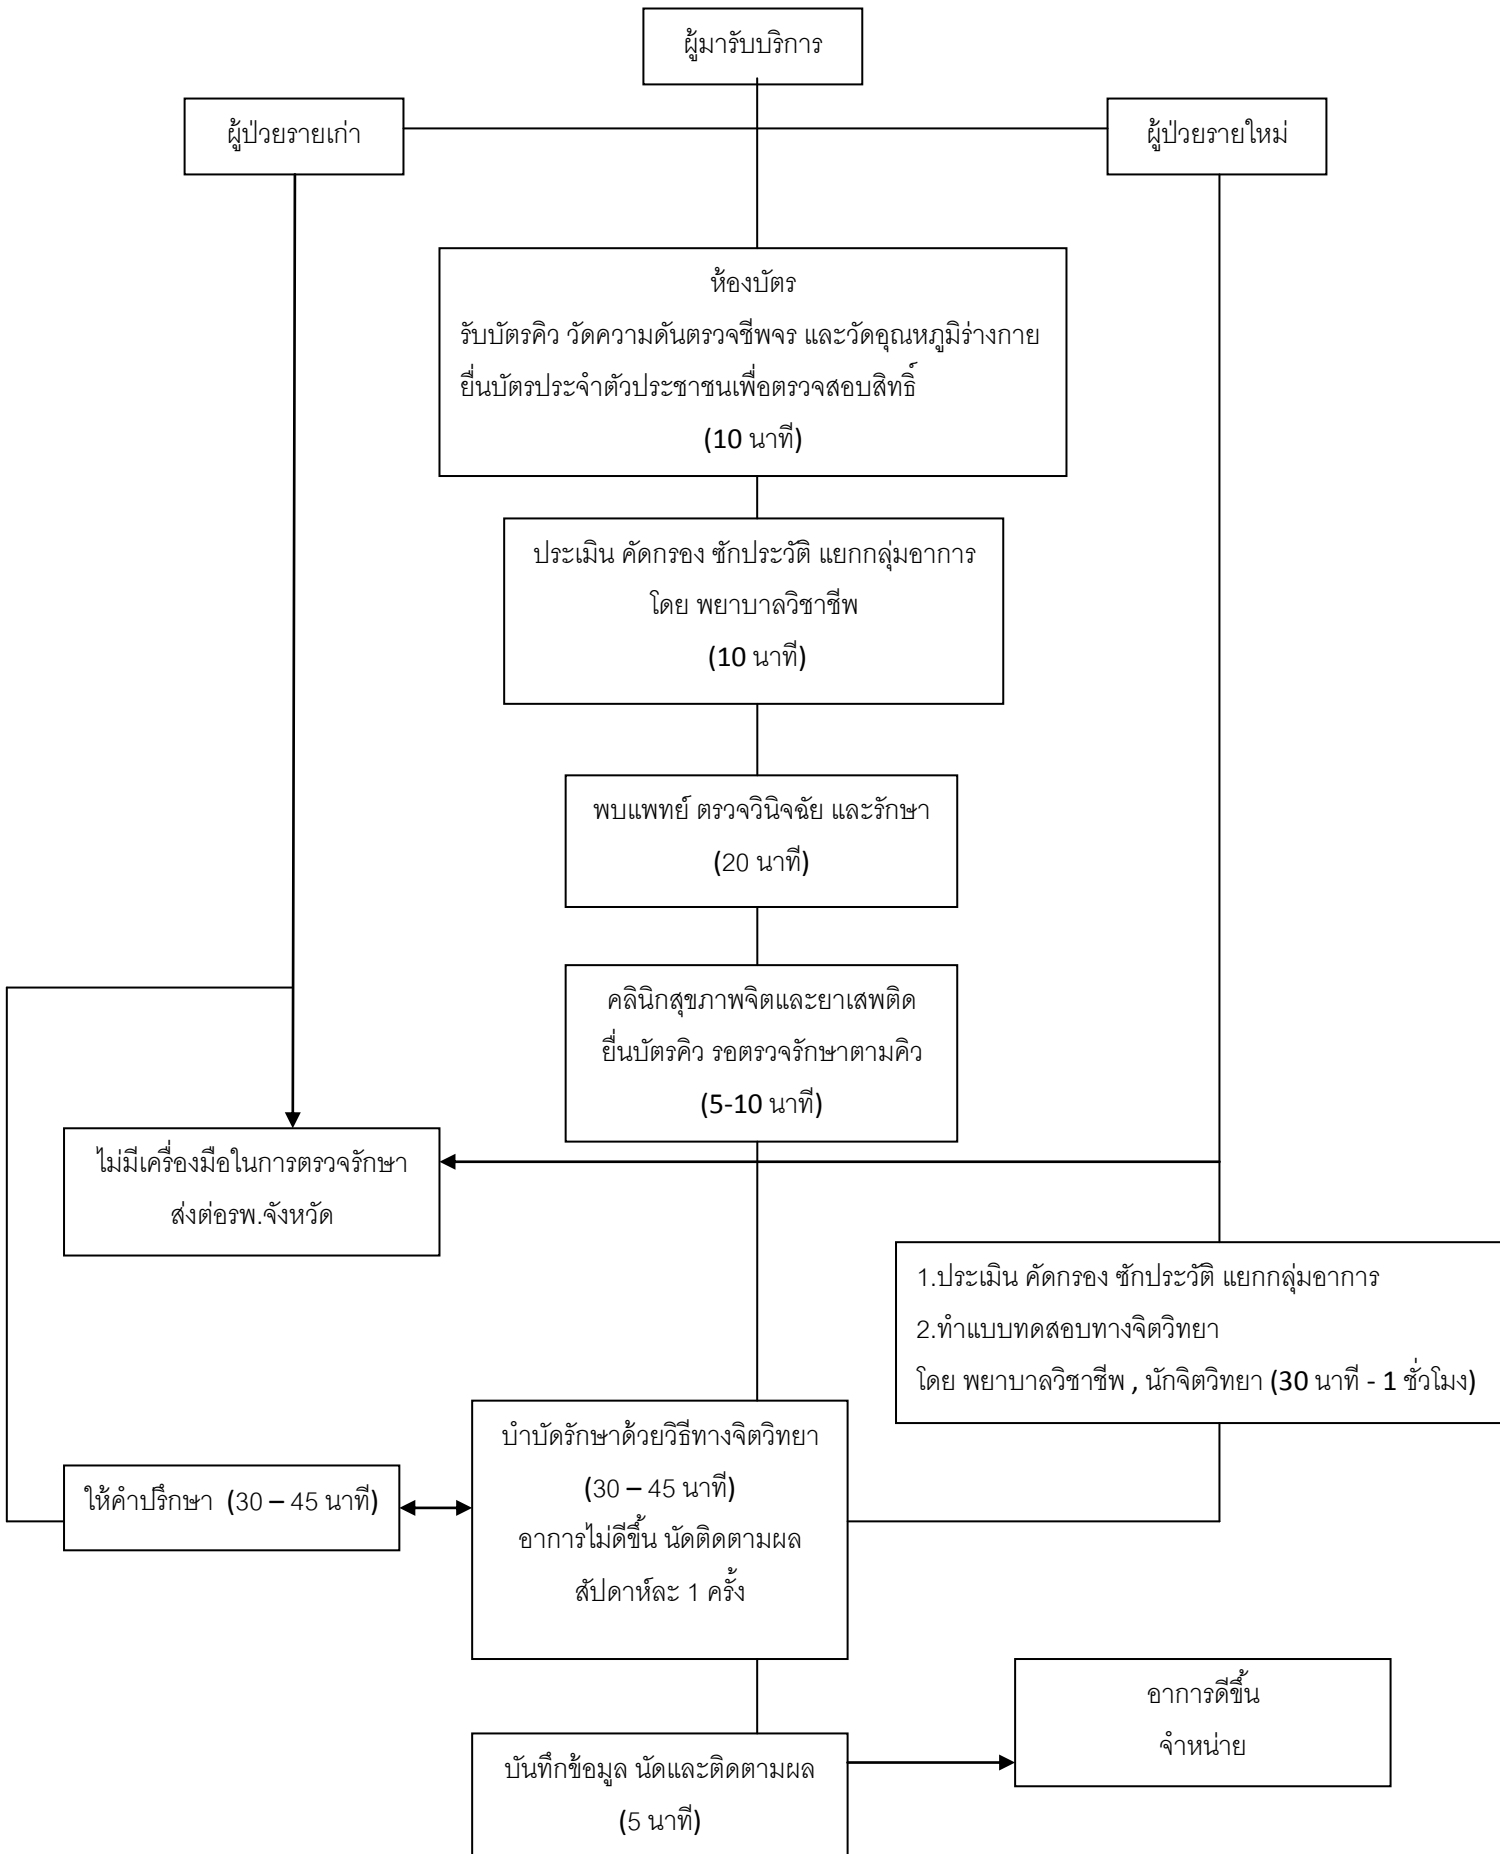 ผู้มารับบริการ
ผู้ป่วยรายเก่า
ผู้ป่วยรายใหม่
ห้องบัตร
รับบัตรคิว วัดความดันตรวจชีพจร และวัดอุณหภูมิร่างกาย
ยื่นบัตรประจำตัวประชาชนเพื่อตรวจสอบสิทธิ์
(10 นาที)
ประเมิน คัดกรอง ซักประวัติ แยกกลุ่มอาการ
โดย พยาบาลวิชาชีพ
(10 นาที)
พบแพทย์ ตรวจวินิจฉัย และรักษา
(20 นาที)
คลินิกสุขภาพจิตและยาเสพติด
ยื่นบัตรคิว รอตรวจรักษาตามคิว
(5-10 นาที)
ไม่มีเครื่องมือในการตรวจรักษา
ส่งต่อรพ.จังหวัด
1.ประเมิน คัดกรอง ซักประวัติ แยกกลุ่มอาการ
2.ทำแบบทดสอบทางจิตวิทยา
โดย พยาบาลวิชาชีพ , นักจิตวิทยา (30 นาที - 1 ชั่วโมง)
บำบัดรักษาด้วยวิธีทางจิตวิทยา
(30 – 45 นาที)
อาการไม่ดีขึ้น นัดติดตามผล
สัปดาห์ละ 1 ครั้ง
ให้คำปรึกษา (30 – 45 นาที)
อาการดีขึ้น
จำหน่าย
บันทึกข้อมูล นัดและติดตามผล
(5 นาที)